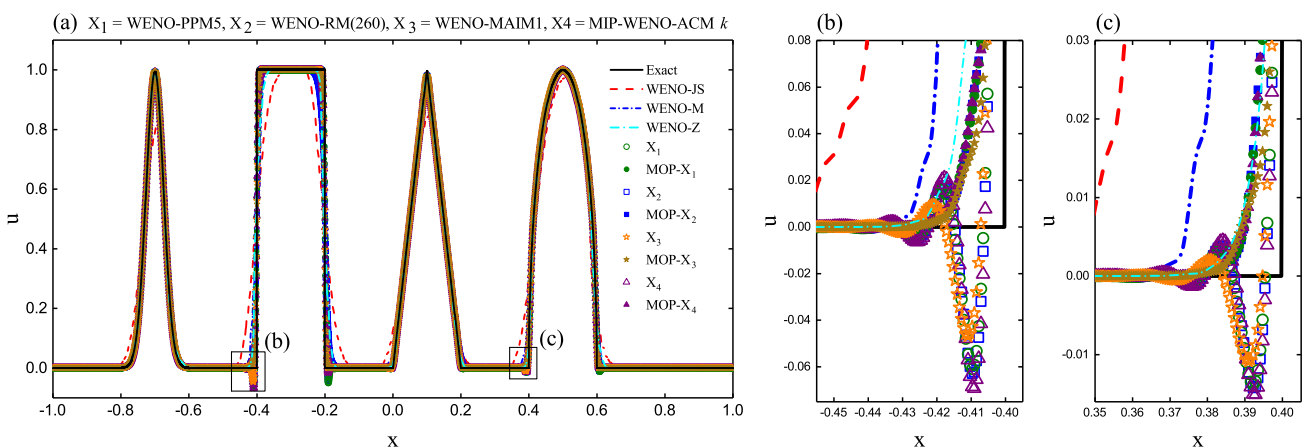 (a) X1 = WENO-PPM5, X2 = WENO-RM(260), X3 = WENO-MAIM1, X4 = MIP-WENO-ACM k
u
1.0
0.8
0.6
0.4
0.2
0.0
-1.0 -0.8 -0.6 -0.4 -0.2 0.0 0.2 0.4 0.6 0.8 1.0
x
(b)
(c)
Exact
WENO-JS
WENO-M
WENO-Z
X1
MOP-X1
X2
MOP-X2
X3
MOP-X3
X4
MOP-X4
(b)
u
0.08
0.06
0.04
0.02
0.00
-0.02
-0.04
-0.06
-0.45 -0.44 -0.43 -0.42 -0.41 -0.40
x
(c)
u
0.03
0.02
0.01
0.00
-0.01
0.35 0.36 0.37 0.38 0.39 0.40
x